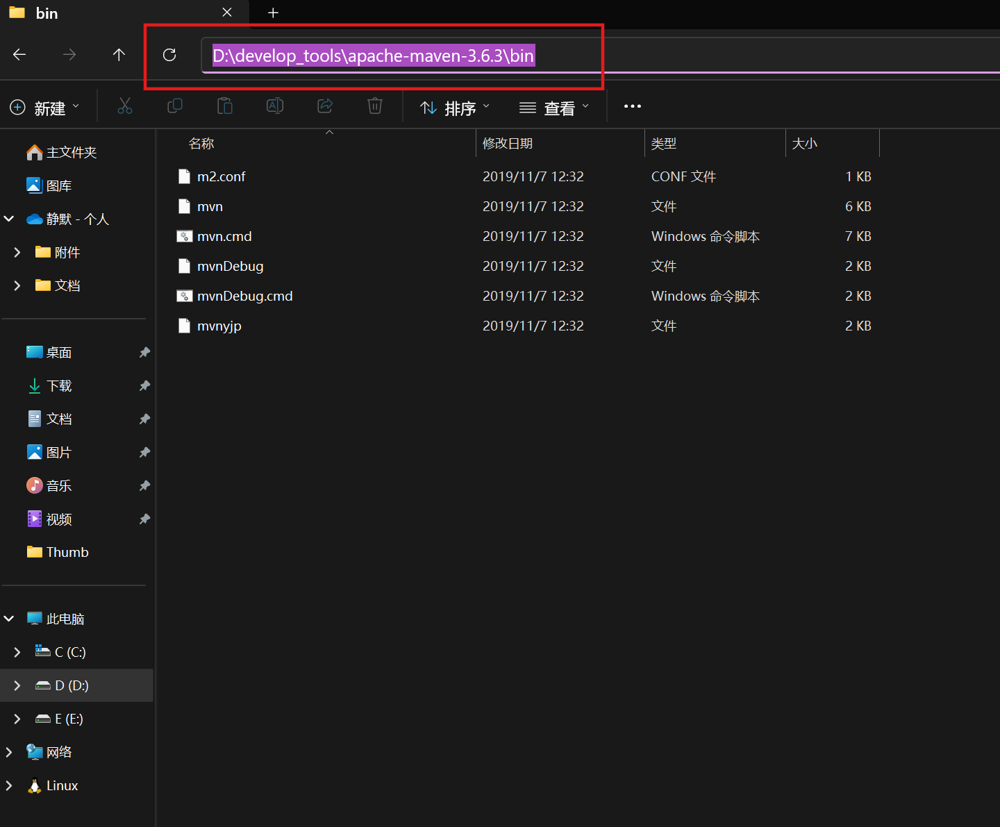 bin
D:\develop_tools\apache-maven-3.6.3\bin
新建 排序 查看
名称 修改日期 类型 大小
m2.conf 2019/11/7 12:32 CONF 文件 1 KB
mvn 2019/11/7 12:32 文件 6 KB
mvn.cmd 2019/11/7 12:32 Windows 命令脚本 7 KB
mvnDebug 2019/11/7 12:32 文件 2 KB
mvnDebug.cmd 2019/11/7 12:32 Windows 命令脚本 2 KB
mvnyjp 2019/11/7 12:32 文件 2 KB
主文件夹
图库
静默 - 个人
附件
文档
桌面
下载
文档
图片
音乐
视频
Thumb
此电脑
C (C:)
D (D:)
E (E:)
网络
Linux